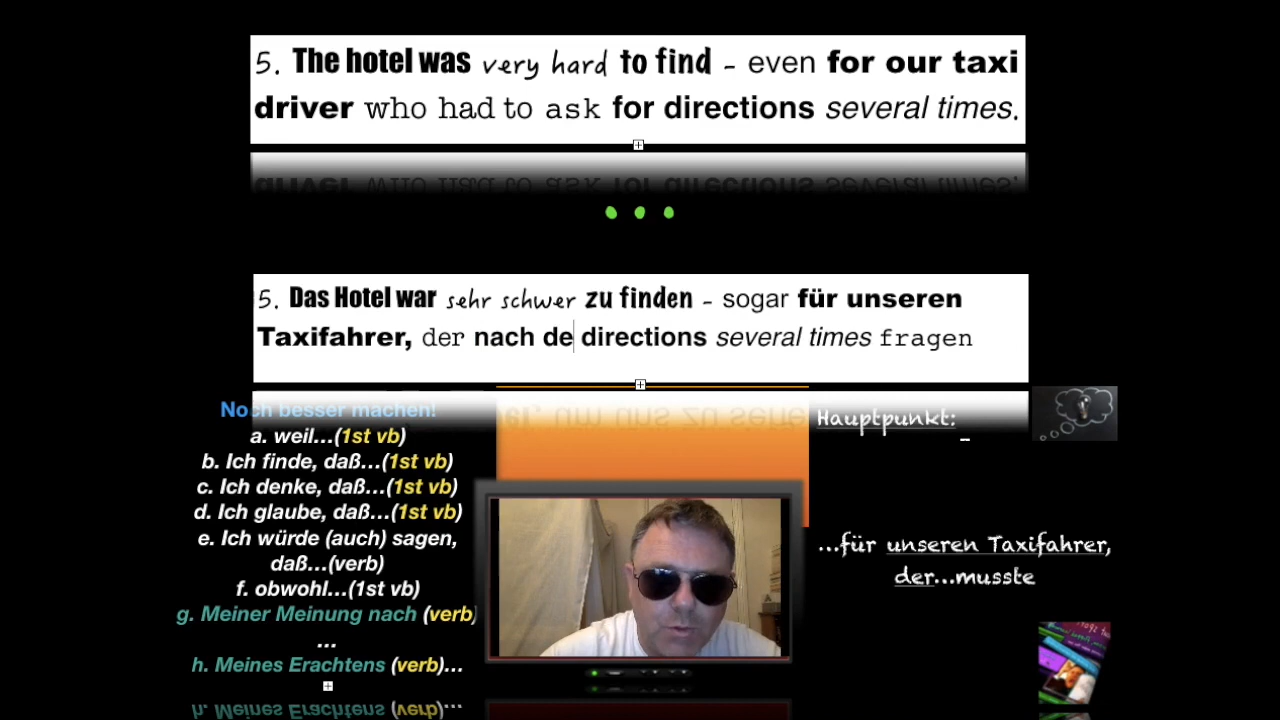 5. The hotel was very hard to find - even for our taxi
driver who had to ask for directions several times.
...
5. Das Hotel war sehr schwer zu finden - sogar für unseren
Taxifahrer, der nach de directions several times fragen
Noch besser machen!
a. weil...(1st vb)
b. Ich finde, daß...(1st vb)
c. Ich denke, daß...(1st vb)
d. Ich glaube, daß...(1st vb)
e. Ich würde (auch) sagen,
daß...(verb)
f. obwohl...(1st vb)
g. Meiner Meinung nach (verb)
...
h. Meines Erachtens (verb)...
Hauptpunkt:
...für unseren Taxifahrer,
der...musste